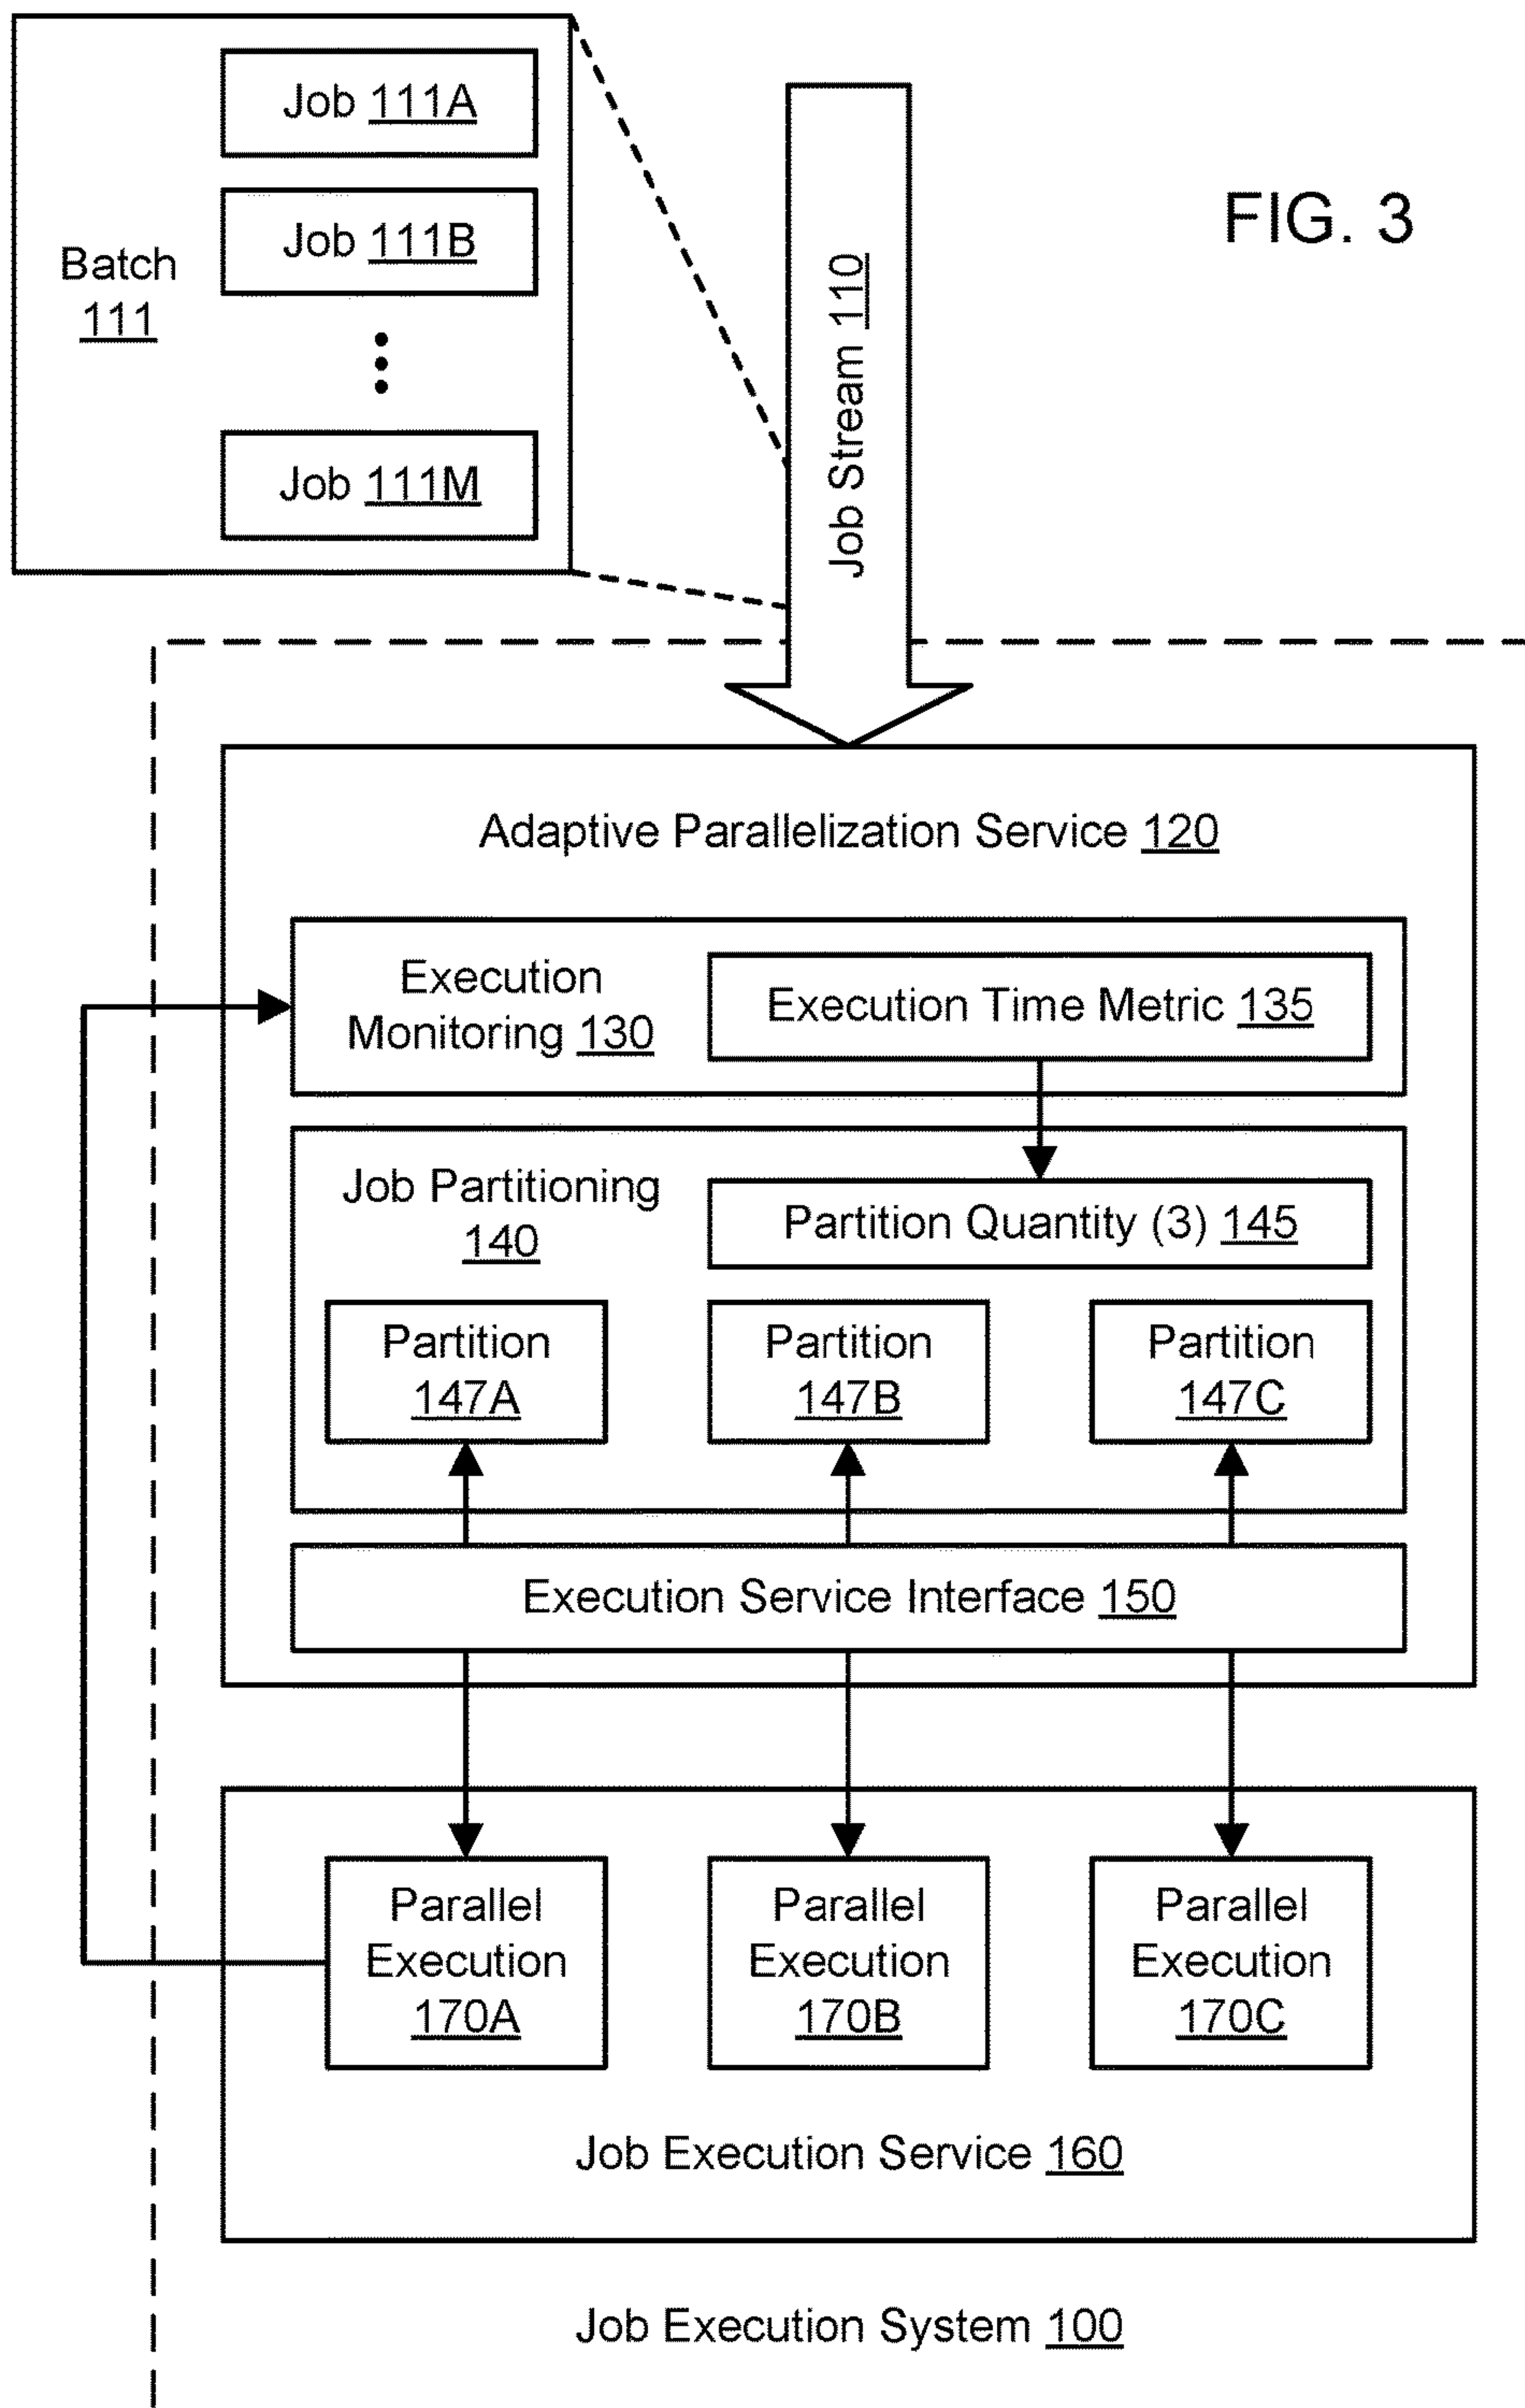 Job 111A
Job 111B
Batch
111
Job 111M
Job Stream 110
FIG. 3
Adaptive Parallelization Service 120
Execution
Monitoring 130
Execution Time Metric 135
Job Partitioning
140
Partition Quantity (3) 145
Partition
147A
Partition
147B
Partition
147C
Execution Service Interface 150
Parallel
Execution
170A
Parallel
Execution
170B
Parallel
Execution
170C
Job Execution Service 160
Job Execution System 100